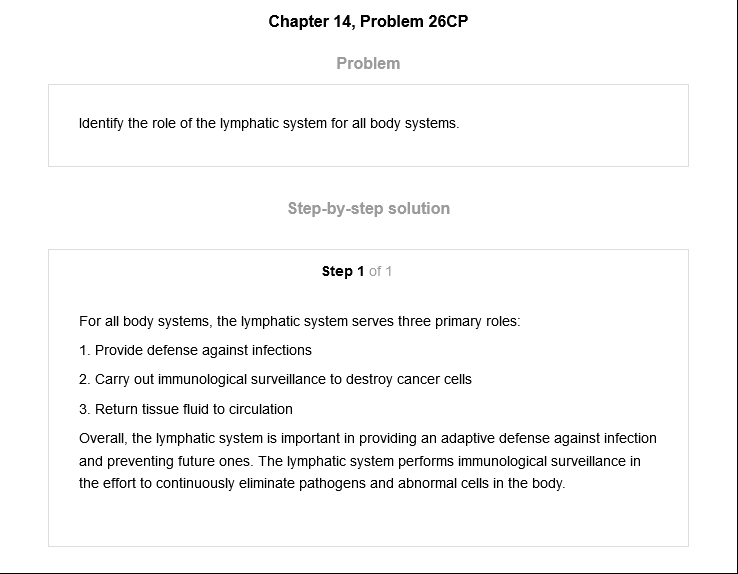 Chapter 14, Problem 26CP
Problem
Identify the role of the lymphatic system for all body systems.
Step-by-step solution
Step 1 of 1
For all body systems, the lymphatic system serves three primary roles:
1. Provide defense against infections
2. Carry out immunological surveillance to destroy cancer cells
3. Return tissue fluid to circulation
Overall, the lymphatic system is important in providing an adaptive defense against infection
and preventing future ones. The lymphatic system performs immunological surveillance in
the effort to continuously eliminate pathogens and abnormal cells in the body.